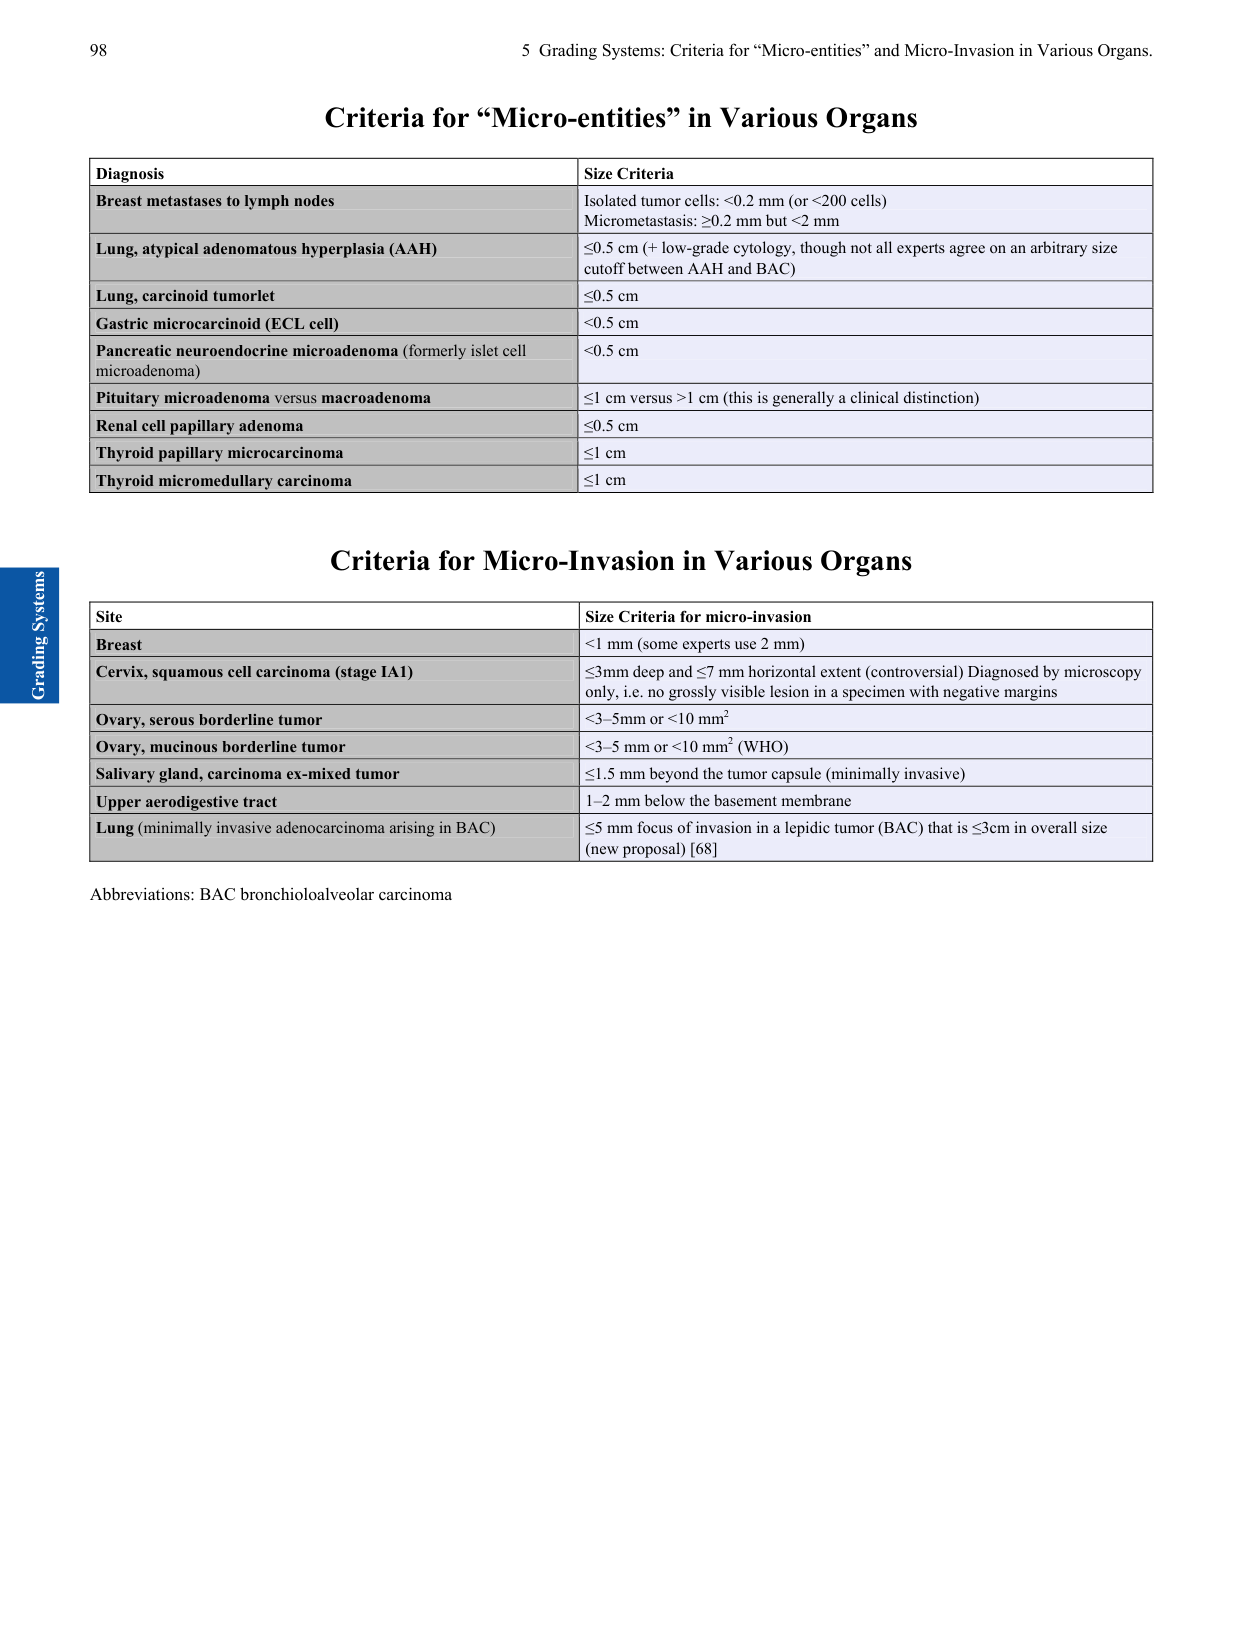 98
5 Grading Systems: Criteria for “Micro-entities” and Micro-Invasion in Various Organs.
Criteria for “Micro-entities” in Various Organs
Diagnosis
Size Criteria
Breast metastases to lymph nodes
Isolated tumor cells: <0.2 mm (or <200 cells)
Micrometastasis: ≥0.2 mm but <2 mm
Lung, atypical adenomatous hyperplasia (AAH)
≤0.5 cm (+ low-grade cytology, though not all experts agree on an arbitrary size
cutoff between AAH and BAC)
Lung, carcinoid tumorlet
≤0.5 cm
Gastric microcarcinoid (ECL cell)
<0.5 cm
Pancreatic neuroendocrine microadenoma (formerly islet cell
microadenoma)
<0.5 cm
Pituitary microadenoma versus macroadenoma
≤1 cm versus >1 cm (this is generally a clinical distinction)
Renal cell papillary adenoma
≤0.5 cm
Thyroid papillary microcarcinoma
≤1 cm
Thyroid micromedullary carcinoma
≤1 cm
Criteria for Micro-Invasion in Various Organs
Grading Systems
Site
Size Criteria for micro-invasion
Breast
<1 mm (some experts use 2 mm)
Cervix, squamous cell carcinoma (stage IA1)
≤3mm deep and ≤7 mm horizontal extent (controversial) Diagnosed by microscopy
only, i.e. no grossly visible lesion in a specimen with negative margins
Ovary, serous borderline tumor
<3–5mm or <10 mm²
Ovary, mucinous borderline tumor
<3–5 mm or <10 mm² (WHO)
Salivary gland, carcinoma ex-mixed tumor
≤1.5 mm beyond the tumor capsule (minimally invasive)
Upper aerodigestive tract
1–2 mm below the basement membrane
Lung (minimally invasive adenocarcinoma arising in BAC)
≤5 mm focus of invasion in a lepidic tumor (BAC) that is ≤3cm in overall size
(new proposal) [68]
Abbreviations: BAC bronchioloalveolar carcinoma